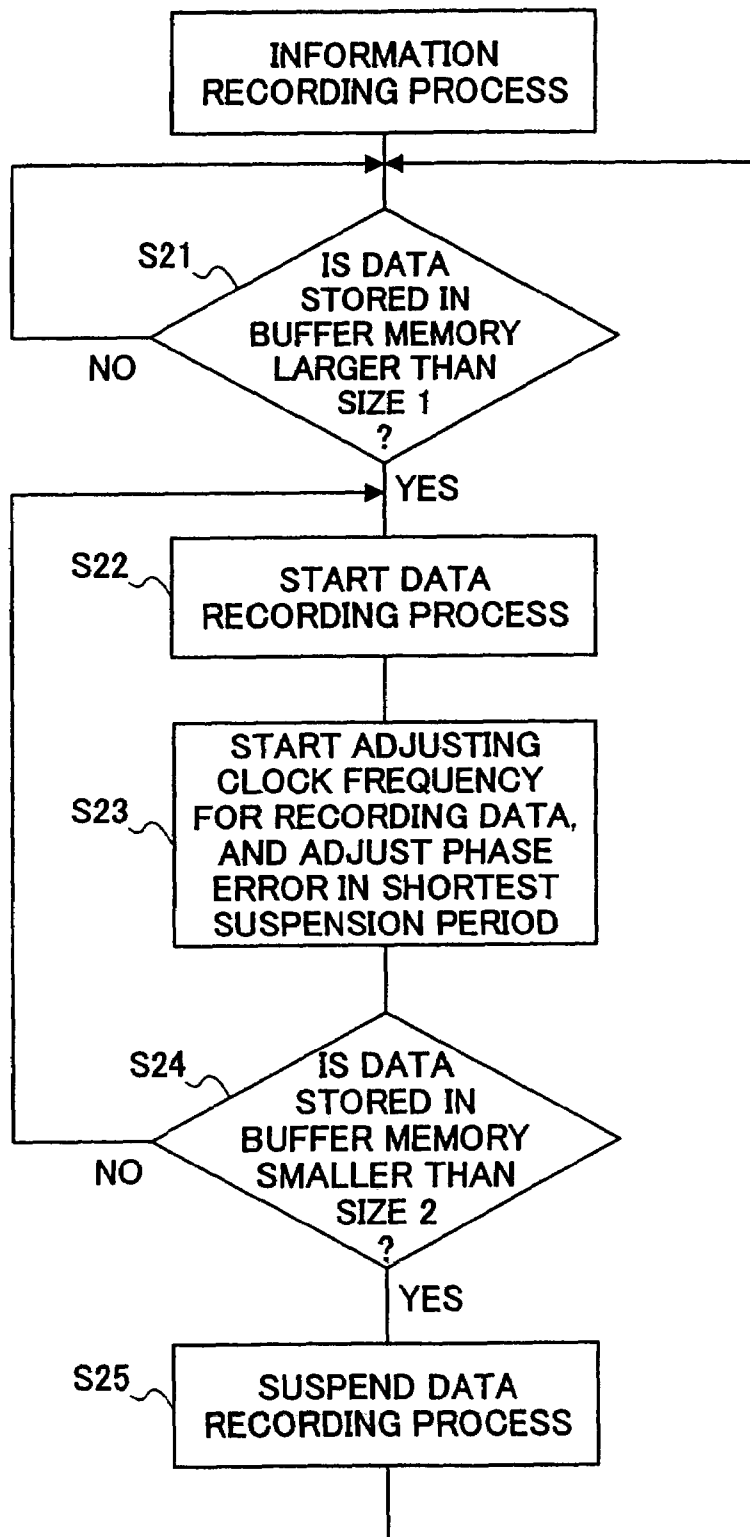 INFORMATION
RECORDING PROCESS
S21
IS DATA
STORED IN
BUFFER MEMORY
LARGER THAN
SIZE 1
?
NO
YES
S22
START DATA
RECORDING PROCESS
S23
START ADJUSTING
CLOCK FREQUENCY
FOR RECORDING DATA,
AND ADJUST PHASE
ERROR IN SHORTEST
SUSPENSION PERIOD
S24
IS DATA
STORED IN
BUFFER MEMORY
SMALLER THAN
SIZE 2
?
NO
YES
S25
SUSPEND DATA
RECORDING PROCESS